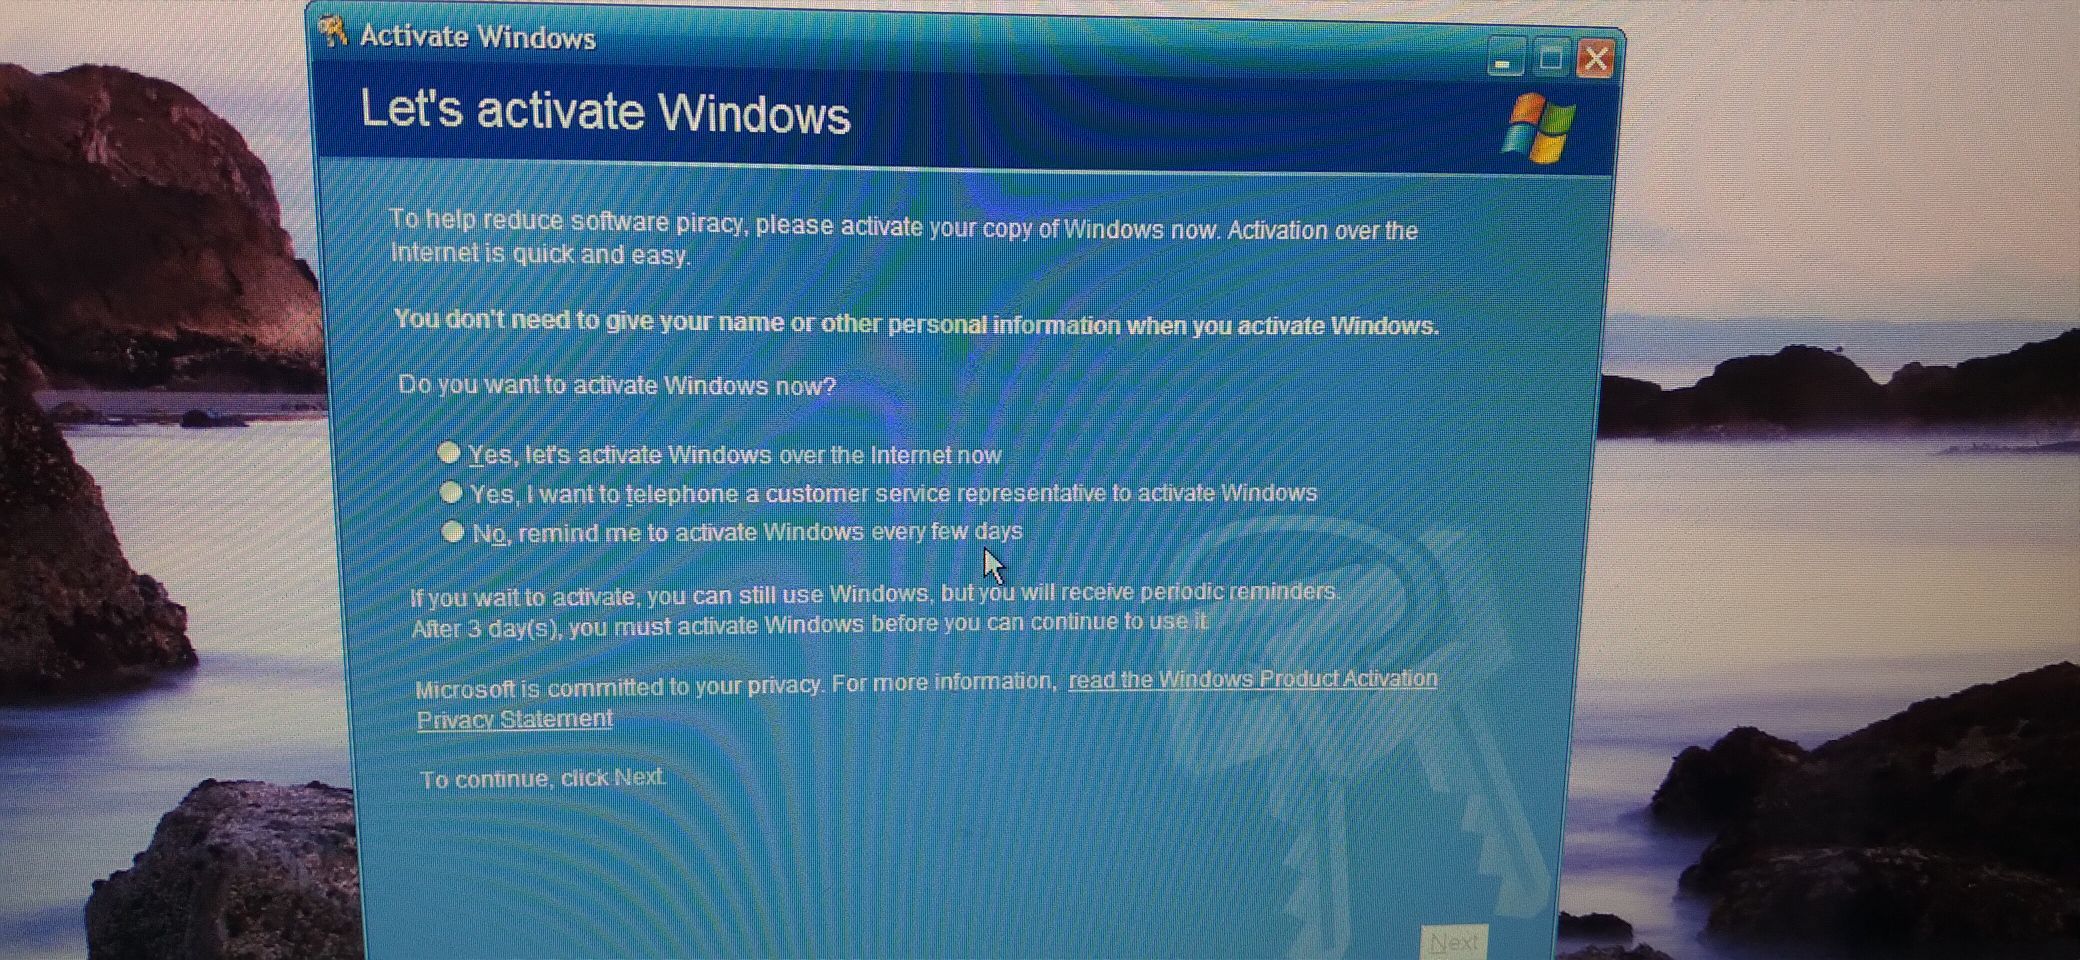 Activate Windows
Let's activate Windows
To help reduce software piracy, please activate your copy of Windows now. Activation over the
Internet is quick and easy.
You don't need to give your name or other personal information when you activate Windows.
Do you want to activate Windows now?
Yes, let's activate Windows over the Internet now
Yes, I want to telephone a customer service representative to activate Windows
No, remind me to activate Windows every few days
If you wait to activate, you can still use Windows, but you will receive periodic reminders.
After 3 day(s), you must activate Windows before you can continue to use it.
Microsoft is committed to your privacy. For more information, read the Windows Product Activation
Privacy Statement
To continue, click Next.
Next